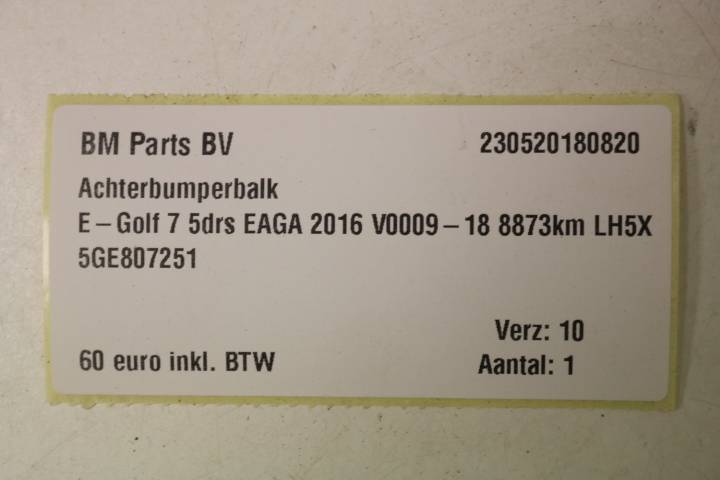 BM Parts BV 230520180820
Achterbumperbalk
E – Golf 7 5drs EAGA 2016 V0009 – 18 8873km LH5X
5GE807251
Verz: 10
60 euro inkl. BTW Aantal: 1